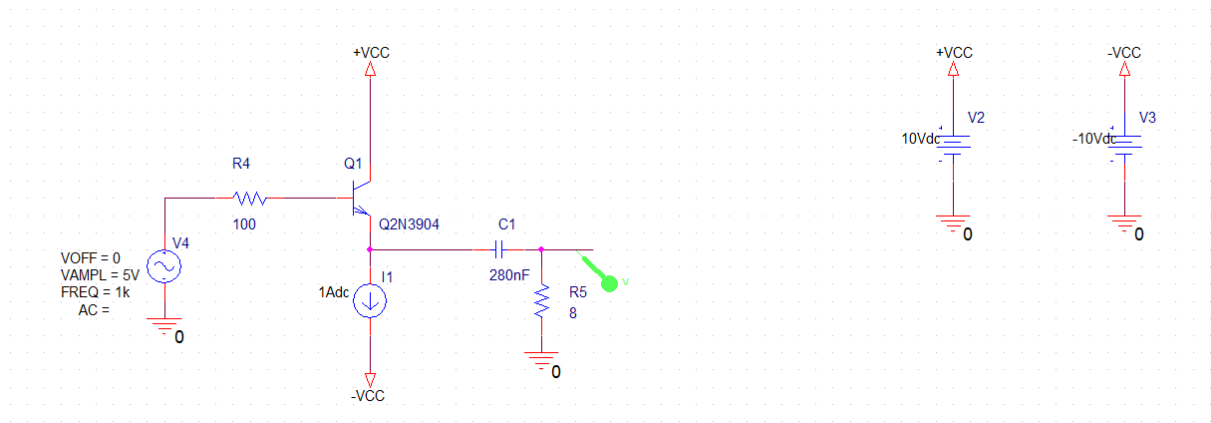 +VCC
+VCC
-VCC
V2
V3
10Vdc
-10Vdc
R4
Q1
100
Q2N3904
C1
0
0
V4
VOFF = 0
VAMPL = 5V
FREQ = 1k
AC =
I1
1Adc
280nF
R5
8
V
0
0
-VCC